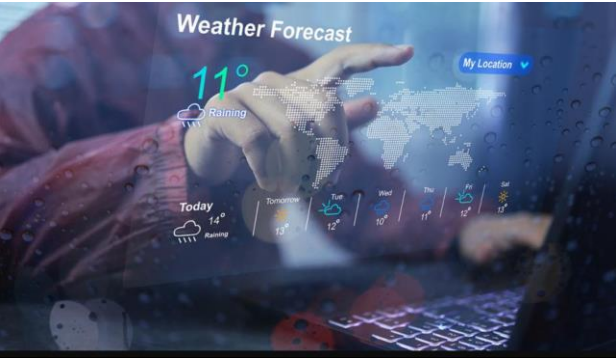 Weather Forecast
My Location
11°
Raining
Today
14°
Raining
Tomorrow
13°
Tue
12°
Wed
10°
Thu
11°
Fri
12°
Sat
13°